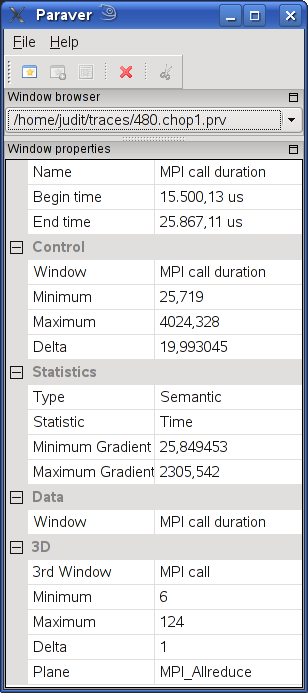 Paraver
File Help
Window browser
/home/judit/traces/480.chop1.prv
Window properties
Name MPI call duration
Begin time 15.500,13 us
End time 25.867,11 us
Control
Window MPI call duration
Minimum 25,719
Maximum 4024,328
Delta 19,993045
Statistics
Type Semantic
Statistic Time
Minimum Gradient 25,849453
Maximum Gradient 2305,542
Data
Window MPI call duration
3D
3rd Window MPI call
Minimum 6
Maximum 124
Delta 1
Plane MPI_Allreduce